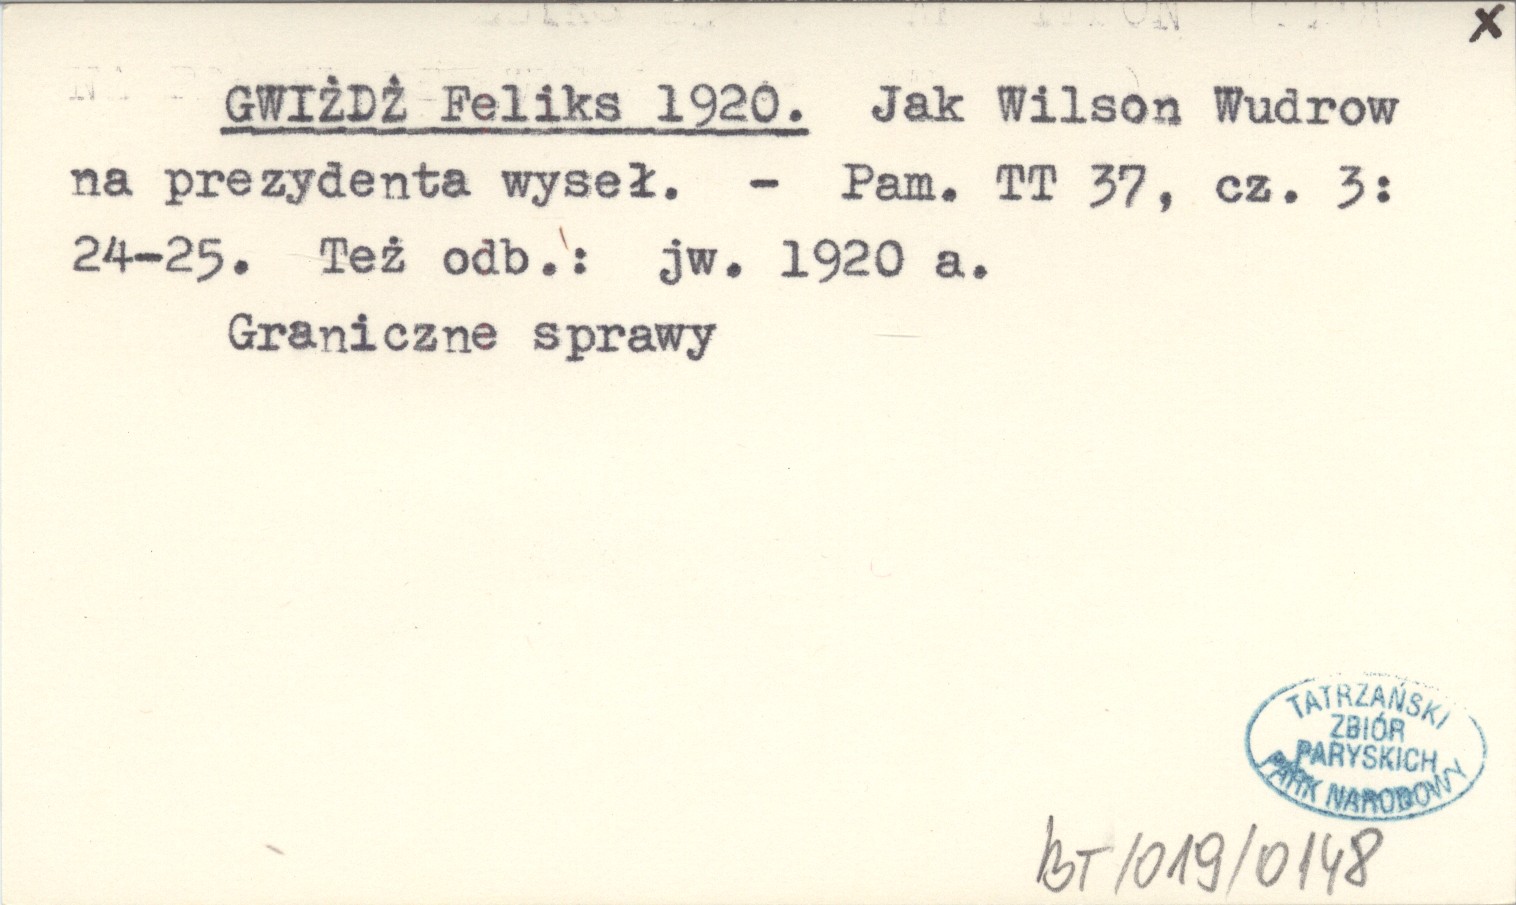 x
GWIŻDŻ Feliks 1920. Jak Wilson Wudrow
na prezydenta wyseł. - Pam. TT 37, cz. 3:
24-25. Też odb.: jw. 1920 a.
Graniczne sprawy
TATRZAŃSKI
ZBIÓR
PARYSKICH
PARK NARODOWY
BT/019/0148